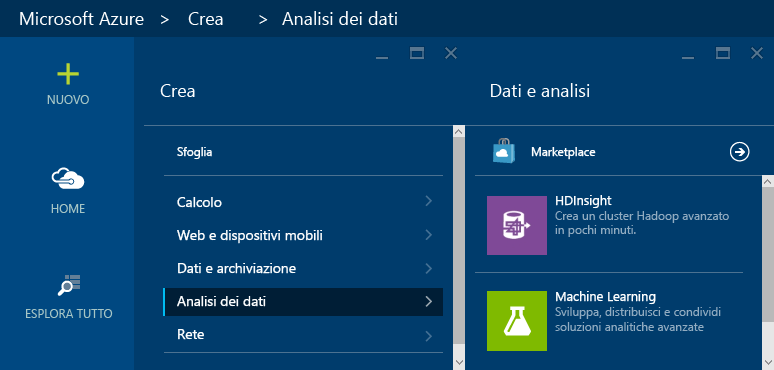 Microsoft Azure > Crea > Analisi dei dati
NUOVO
HOME
ESPLORA TUTTO
Crea
Sfoglia
Calcolo
Web e dispositivi mobili
Dati e archiviazione
Analisi dei dati
Rete
Dati e analisi
Marketplace
HDInsight
Crea un cluster Hadoop avanzato
in pochi minuti.
Machine Learning
Sviluppa, distribuisci e condividi
soluzioni analitiche avanzate